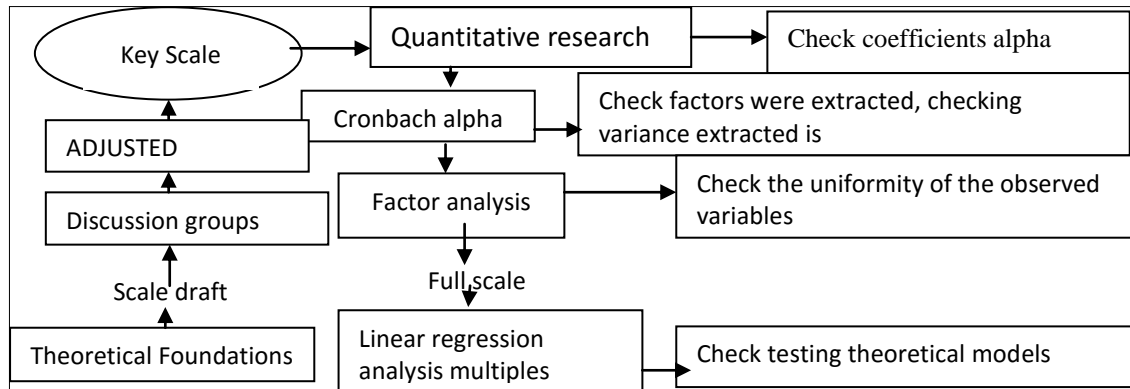 Key Scale
Quantitative research
Check coefficients alpha
Cronbach alpha
Check factors were extracted, checking
variance extracted is
ADJUSTED
Factor analysis
Check the uniformity of the observed
variables
Discussion groups
Scale draft
Full scale
Theoretical Foundations
Linear regression
analysis multiples
Check testing theoretical models